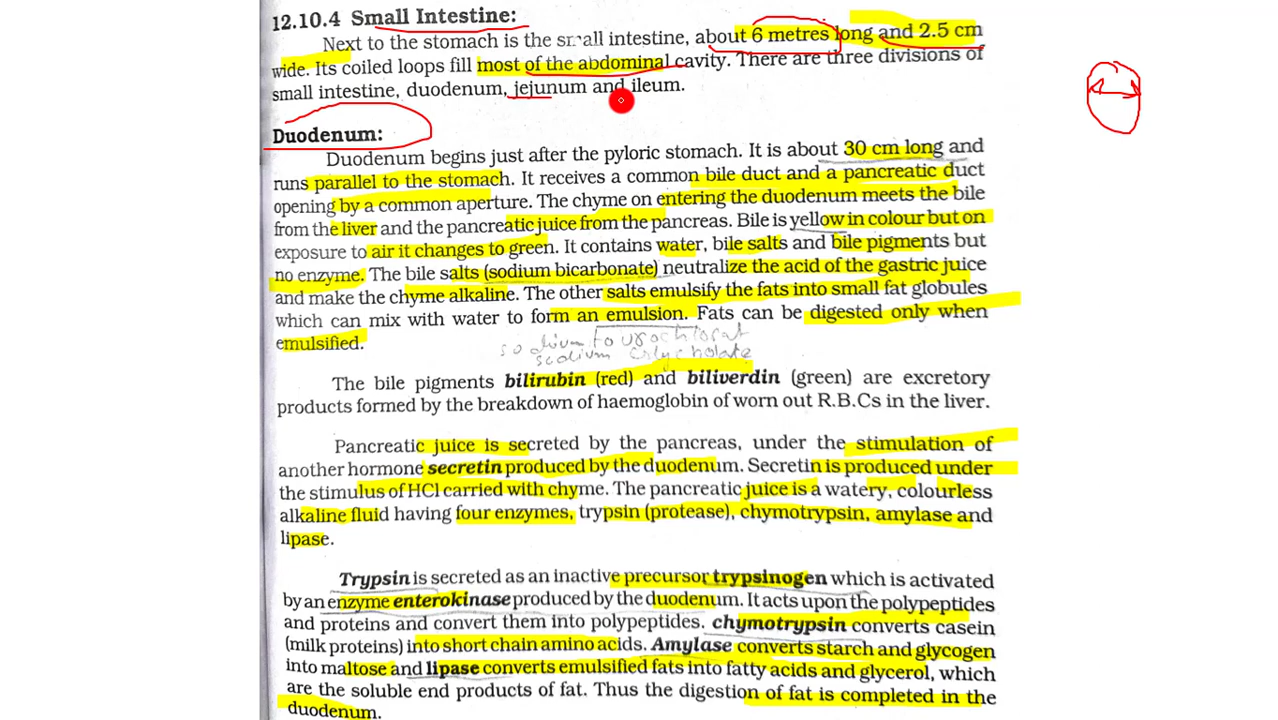 12.10.4 Small Intestine:
Next to the stomach is the small intestine, about 6 metres long and 2.5 cm
wide. Its coiled loops fill most of the abdominal cavity. There are three divisions of
small intestine, duodenum, jejunum and ileum.
Duodenum:
Duodenum begins just after the pyloric stomach. It is about 30 cm long and
runs parallel to the stomach. It receives a common bile duct and a pancreatic duct
opening by a common aperture. The chyme on entering the duodenum meets the bile
from the liver and the pancreatic juice from the pancreas. Bile is yellow in colour but on
exposure to air it changes to green. It contains water, bile salts and bile pigments but
no enzyme. The bile salts (sodium bicarbonate) neutralize the acid of the gastric juice
and make the chyme alkaline. The other salts emulsify the fats into small fat globules
which can mix with water to form an emulsion. Fats can be digested only when
emulsified.
sodium
sodium
The bile pigments bilirubin (red) and biliverdin (green) are excretory
products formed by the breakdown of haemoglobin of worn out R.B.Cs in the liver.
Pancreatic juice is secreted by the pancreas, under the stimulation of
another hormone secretin produced by the duodenum. Secretin is produced under
the stimulus of HCl carried with chyme. The pancreatic juice is a watery, colourless
alkaline fluid having four enzymes, trypsin (protease), chymotrypsin, amylase and
lipase.
Trypsin is secreted as an inactive precursor trypsinogen which is activated
by an enzyme enterokinase produced by the duodenum. It acts upon the polypeptides
and proteins and convert them into polypeptides. chymotrypsin converts casein
(milk proteins) into short chain amino acids. Amylase converts starch and glycogen
into maltose and lipase converts emulsified fats into fatty acids and glycerol, which
are the soluble end products of fat. Thus the digestion of fat is completed in the
duodenum.